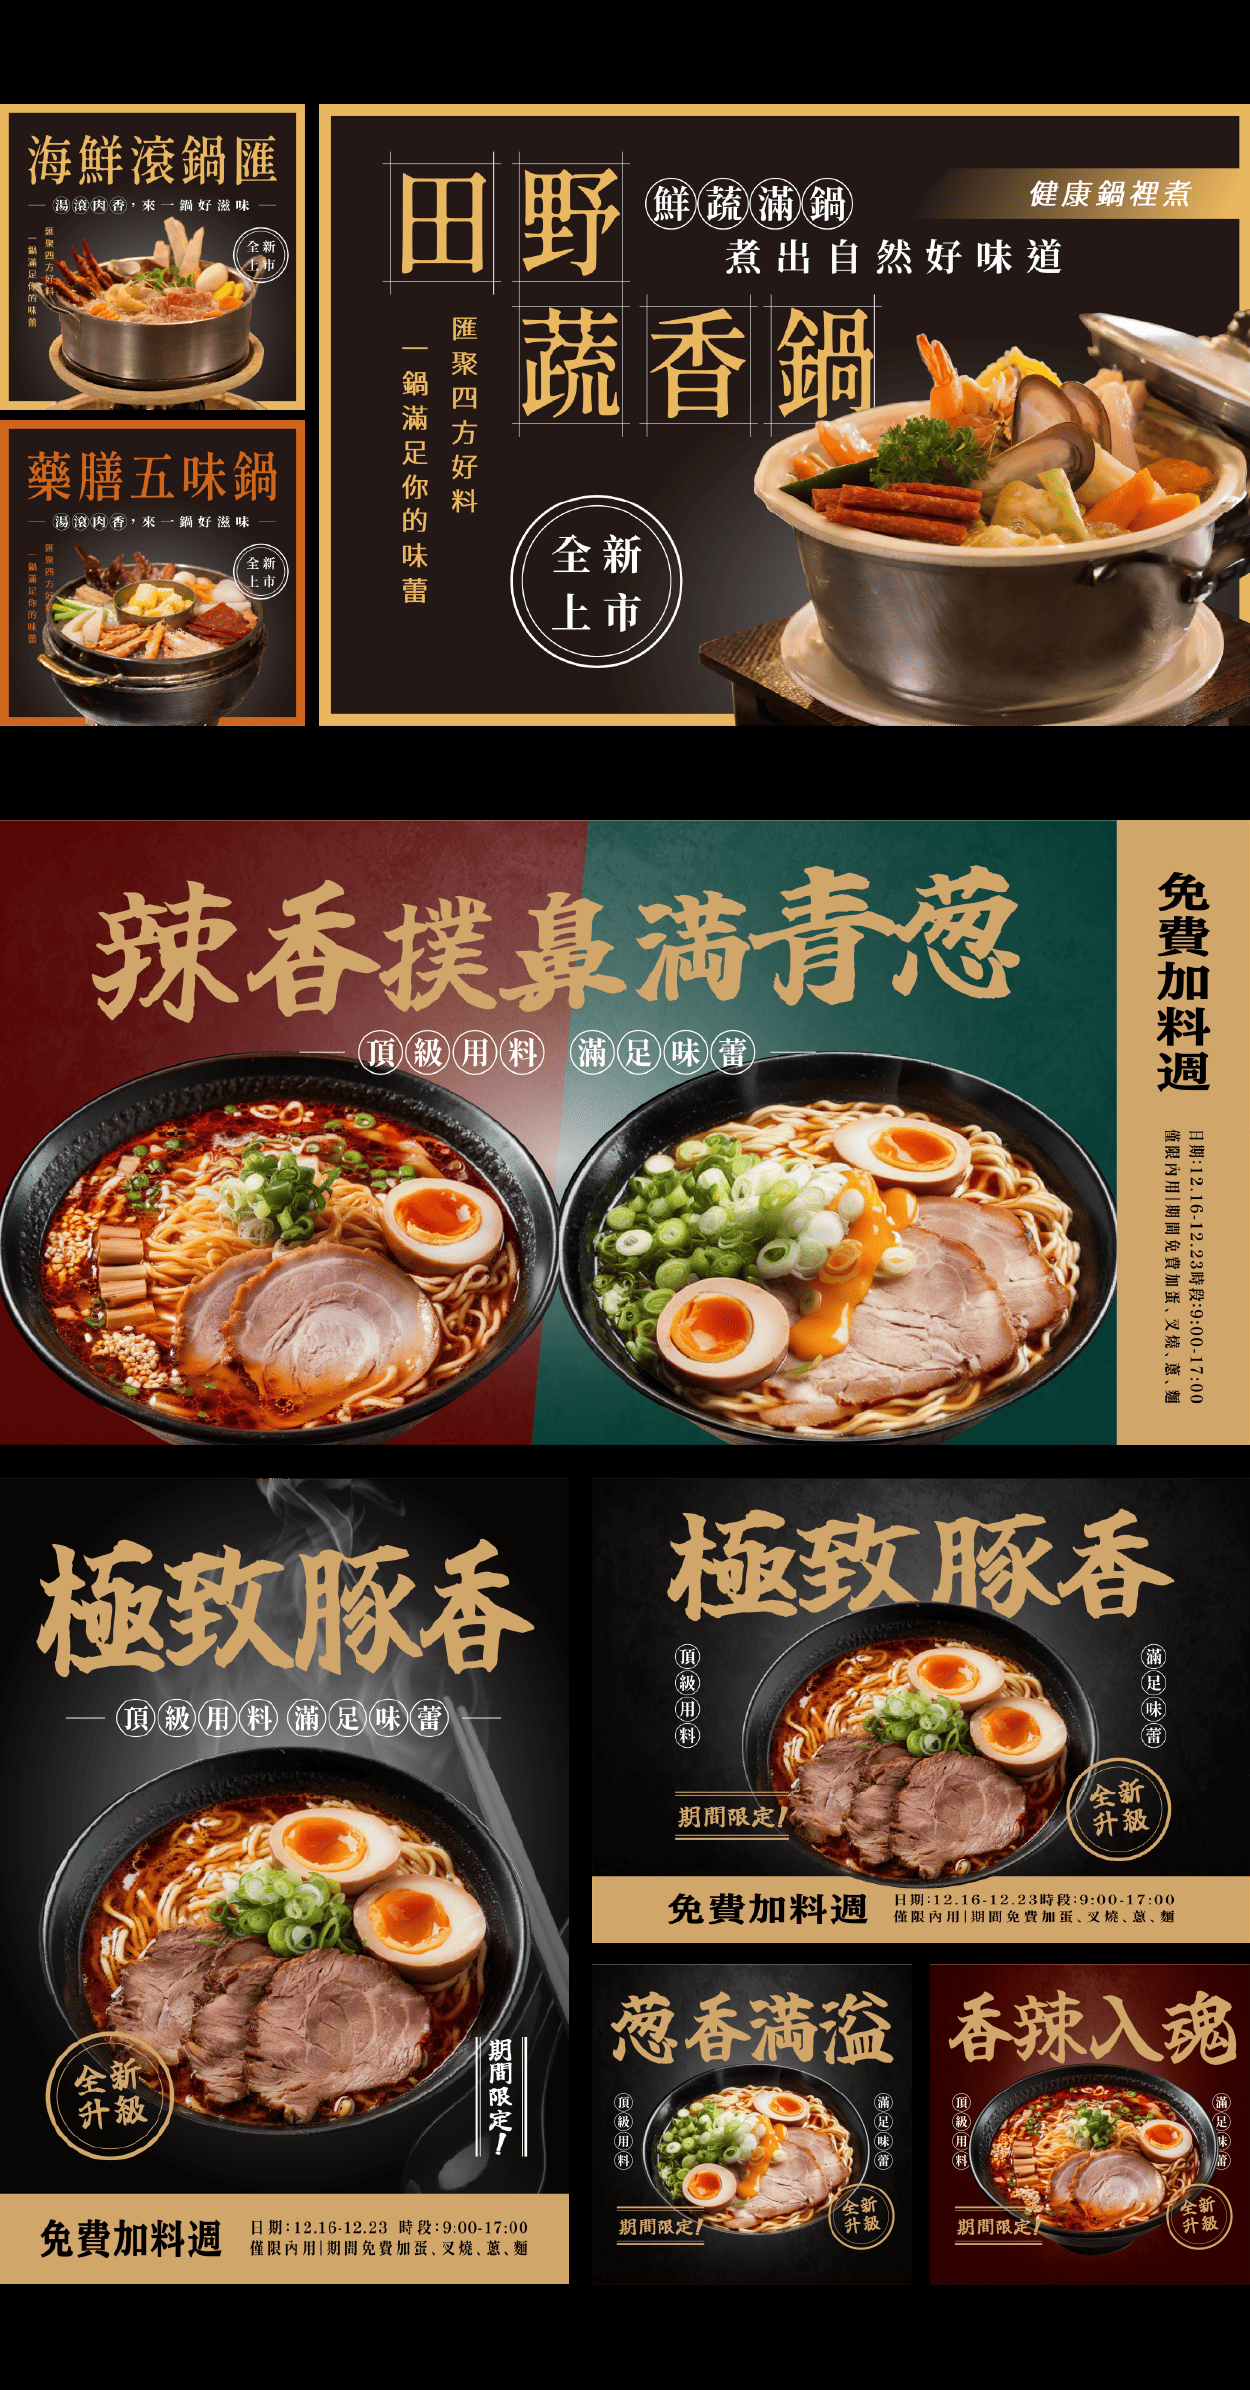 海鮮滾鍋匯
湯滾肉香，來一鍋好滋味
匯聚四方好料
一鍋滿足你的味蕾
全新
上市
藥膳五味鍋
湯滾肉香，來一鍋好滋味
匯聚四方好料
一鍋滿足你的味蕾
全新
上市
田野
蔬香鍋
鮮蔬滿鍋
煮出自然好味道
健康鍋裡煮
匯聚四方好料
一鍋滿足你的味蕾
全新
上市
辣香撲鼻満青葱
頂級用料 滿足味蕾
免費加料週
日期:12.16-12.23時段:9:00-17:00
僅限內用|期間免費加蛋、叉燒、蔥、麵
極致豚香
頂級用料 滿足味蕾
全新
升級
期間限定!
免費加料週
日期:12.16-12.23 時段:9:00-17:00
僅限內用|期間免費加蛋、叉燒、蔥、麵
極致豚香
頂級用料
滿足味蕾
期間限定!
全新
升級
免費加料週
日期:12.16-12.23時段:9:00-17:00
僅限內用|期間免費加蛋、叉燒、蔥、麵
葱香満溢
頂級用料
滿足味蕾
期間限定!
全新
升級
香辣入魂
頂級用料
滿足味蕾
期間限定!
全新
升級